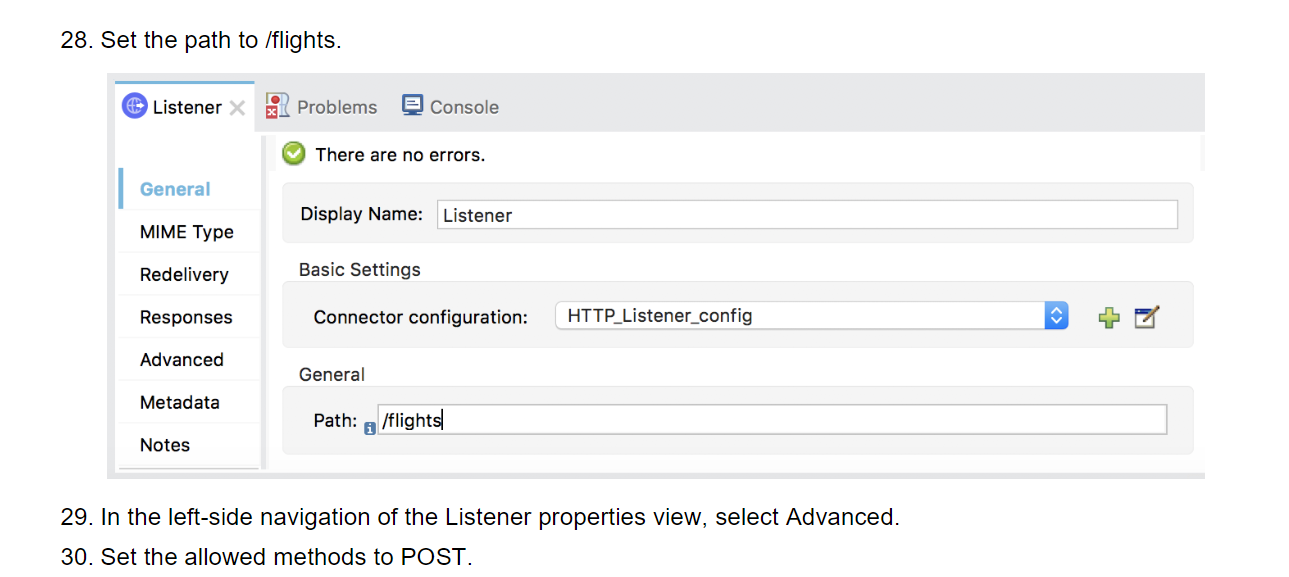 28. Set the path to /flights.
Listener
Problems
Console
There are no errors.
General
MIME Type
Redelivery
Responses
Advanced
Metadata
Notes
Display Name: Listener
Basic Settings
Connector configuration: HTTP_Listener_config
General
Path: /flights
29. In the left-side navigation of the Listener properties view, select Advanced.
30. Set the allowed methods to POST.